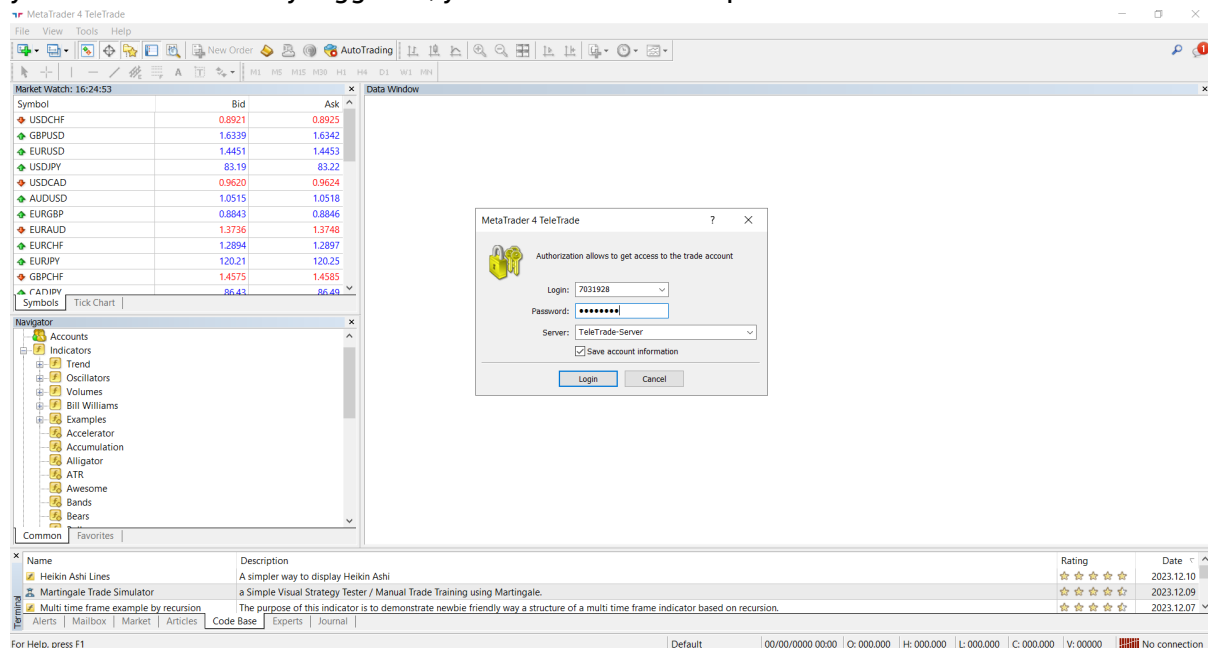 MetaTrader 4 TeleTrade
File View Tools Help
New Order AutoTrading
A T M1 M5 M15 M30 H1 H4 D1 W1 MN
Market Watch: 16:24:53
Symbol Bid Ask
USDCHF 0.8921 0.8925
GBPUSD 1.6339 1.6342
EURUSD 1.4451 1.4453
USDJPY 83.19 83.22
USDCAD 0.9620 0.9624
AUDUSD 1.0515 1.0518
EURGBP 0.8843 0.8846
EURAUD 1.3736 1.3748
EURCHF 1.2894 1.2897
EURJPY 120.21 120.25
GBPCHF 1.4575 1.4585
CADJPY 86.43 86.49
Symbols Tick Chart
Navigator
Accounts
Indicators
Trend
Oscillators
Volumes
Bill Williams
Examples
Accelerator
Accumulation
Alligator
ATR
Awesome
Bands
Bears
Common Favorites
Data Window
MetaTrader 4 TeleTrade ? 
Authorization allows to get access to the trade account
Login: 7031928
Password: ●●●●●●●●
Server: TeleTrade-Server
Save account information
Login Cancel
Name Description Rating Date
Heikin Ashi Lines A simpler way to display Heikin Ashi 2023.12.10
Martingale Trade Simulator a Simple Visual Strategy Tester / Manual Trade Training using Martingale. 2023.12.09
Multi time frame example by recursion The purpose of this indicator is to demonstrate newbie friendly way a structure of a multi time frame indicator based on recursion. 2023.12.07
Terminal
Alerts Mailbox Market Articles Code Base Experts Journal
For Help, press F1 Default 00/00/0000 00:00 O: 000.000 H: 000.000 L: 000.000 C: 000.000 V: 00000 No connection